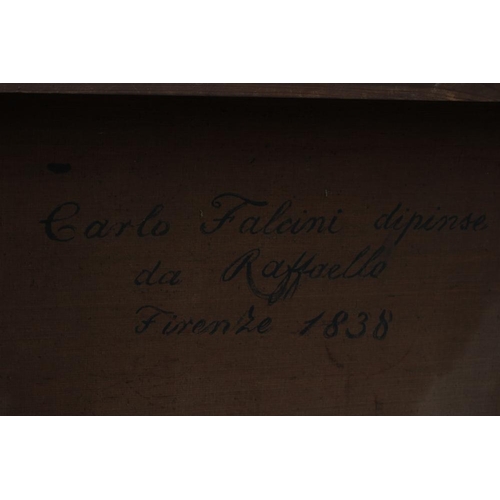 Carlo Falcini dipinse
da Raffaello
Firenze 1838